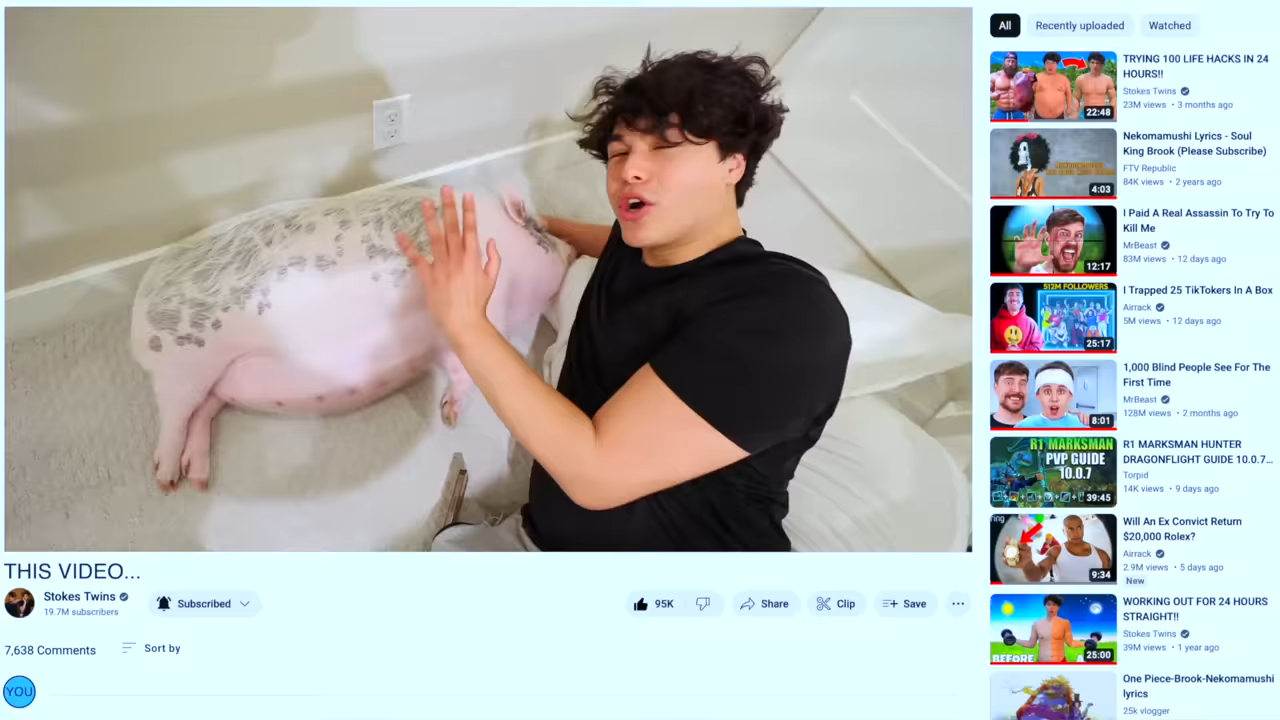 All
Recently uploaded
Watched
TRYING 100 LIFE HACKS IN 24
HOURS!!
Stokes Twins
23M views • 3 months ago
22:48
Nekomamushi Lyrics - Soul
King Brook (Please Subscribe)
FTV Republic
84K views • 2 years ago
4:03
I Paid A Real Assassin To Try To
Kill Me
MrBeast
83M views • 12 days ago
12:17
512M FOLLOWERS
I Trapped 25 TikTokers In A Box
Airrack
5M views • 12 days ago
25:17
1,000 Blind People See For The
First Time
MrBeast
128M views • 2 months ago
8:01
R1 MARKSMAN
PVP GUIDE
10.0.7
R1 MARKSMAN HUNTER
DRAGONFLIGHT GUIDE 10.0.7...
Torpid
14K views • 9 days ago
39:45
ring
Will An Ex Convict Return
$20,000 Rolex?
Airrack
2.9M views • 5 days ago
New
9:34
WORKING OUT FOR 24 HOURS
STRAIGHT!!
Stokes Twins
39M views • 1 year ago
BEFORE
25:00
One Piece-Brook-Nekomamushi
lyrics
25k vlogger
THIS VIDEO...
Stokes Twins
19.7M subscribers
Subscribed
95K
Share
Clip
Save
7,638 Comments
Sort by
YOU